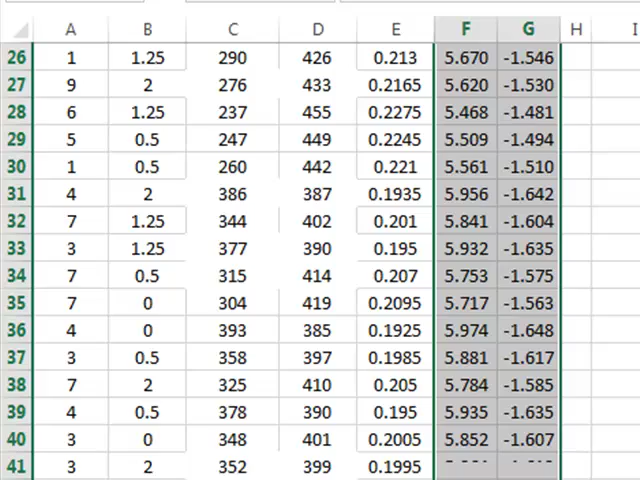 A B C D E F G H I
26 1 1.25 290 426 0.213 5.670 -1.546
27 9 2 276 433 0.2165 5.620 -1.530
28 6 1.25 237 455 0.2275 5.468 -1.481
29 5 0.5 247 449 0.2245 5.509 -1.494
30 1 0.5 260 442 0.221 5.561 -1.510
31 4 2 386 387 0.1935 5.956 -1.642
32 7 1.25 344 402 0.201 5.841 -1.604
33 3 1.25 377 390 0.195 5.932 -1.635
34 7 0.5 315 414 0.207 5.753 -1.575
35 7 0 304 419 0.2095 5.717 -1.563
36 4 0 393 385 0.1925 5.974 -1.648
37 3 0.5 358 397 0.1985 5.881 -1.617
38 7 2 325 410 0.205 5.784 -1.585
39 4 0.5 378 390 0.195 5.935 -1.635
40 3 0 348 401 0.2005 5.852 -1.607
41 3 2 352 399 0.1995